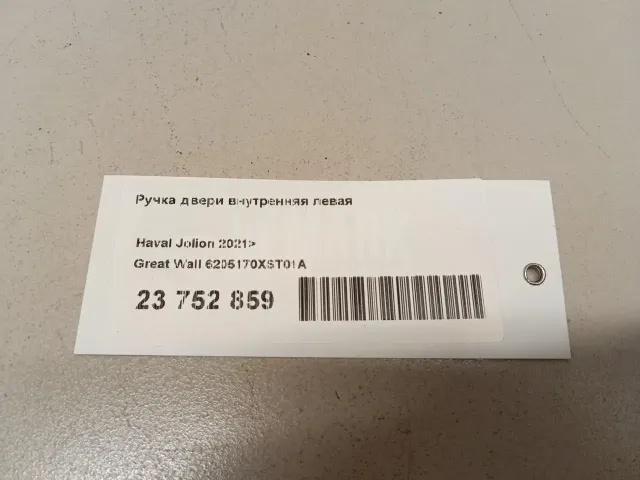 Ручка двери внутренняя левая
Haval Jolion 2021>
Great Wall 6205170XST01A
23 752 859